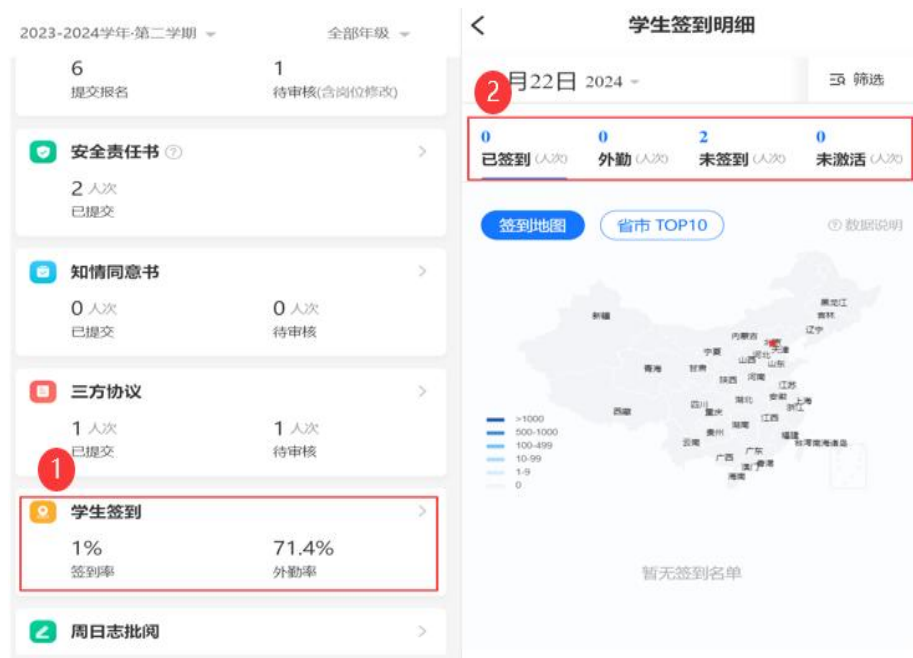 2023-2024学年-第二学期
全部年级
6
1
提交报名
待审核(含岗位修改)
安全责任书
2 人次
已提交
知情同意书
0 人次
0 人次
已提交
待审核
三方协议
1 人次
1 人次
已提交
待审核
1
学生签到
1%
71.4%
签到率
外勤率
周日志批阅
学生签到明细
2
月22日 2024
筛选
0
0
2
0
已签到(人次)
外勤(人次)
未签到(人次)
未激活(人次)
签到地图
省市 TOP10
数据说明
黑龙江
吉林
新疆
辽宁
内蒙古
北京
天津
宁夏
河北
山西
山东
青海
甘肃
陕西
河南
江苏
安徽
上海
西藏
四川
湖北
浙江
重庆
江西
湖南
贵州
福建
云南
台湾南海诸岛
广东
广西
香港
澳门
海南
>1000
500-1000
100-499
10-99
1-9
0
暂无签到名单